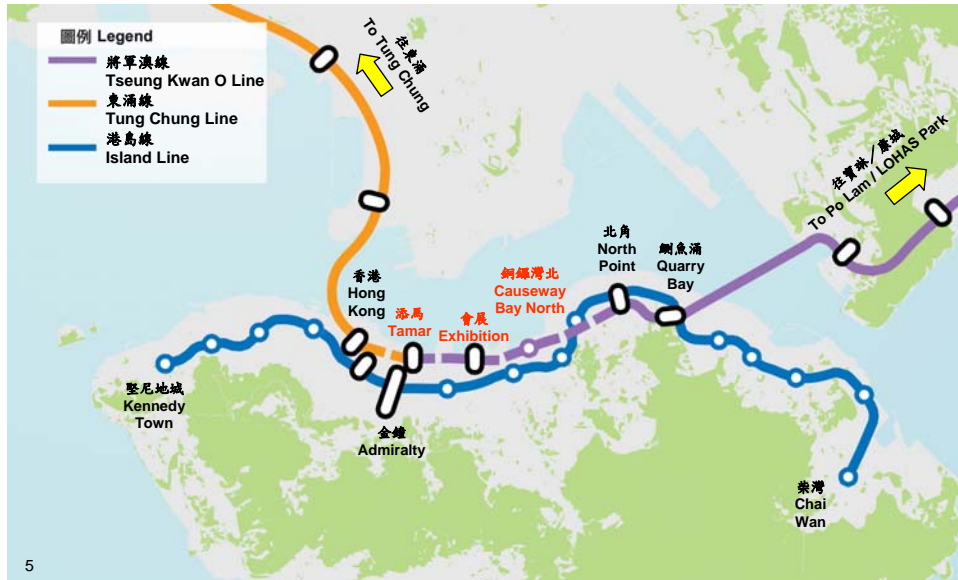 圖例 Legend
將軍澳線
Tseung Kwan O Line
東涌線
Tung Chung Line
港島線
Island Line
往東涌
To Tung Chung
往寶琳／康城
To Po Lam / LOHAS Park
北角
North
Point
鰂魚涌
Quarry
Bay
銅鑼灣北
Causeway
Bay North
香港
Hong
Kong
添馬
Tamar
會展
Exhibition
堅尼地城
Kennedy
Town
金鐘
Admiralty
柴灣
Chai
Wan
5